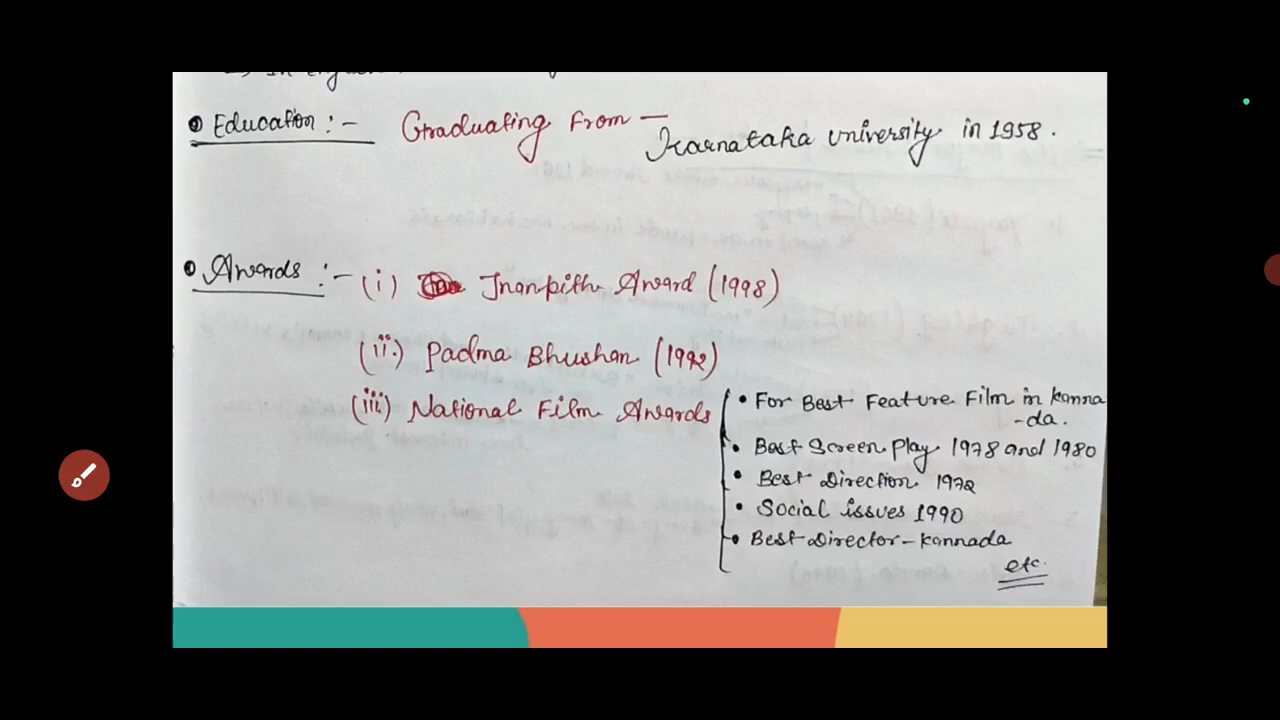 • Education :- Graduating From —
Karnataka University in 1958.
• Awards :- (i) Jnanpith Award (1998)
(ii) Padma Bhushan (1992)
(iii) National Film Awards
• For Best Feature Film in kanna
-da.
• Best Screen Play 1978 and 1980
• Best Direction 1972
• Social issues 1990
• Best Director - kannada
etc.